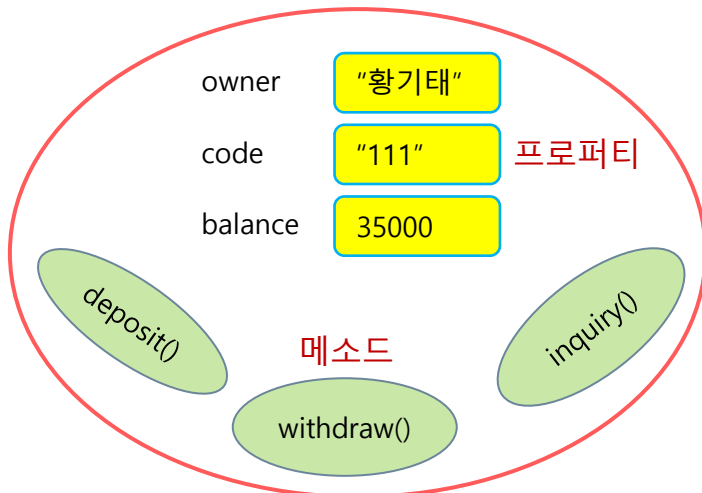 owner "황기태"
code "111" 프로퍼티
balance 35000
deposit()
inquiry()
메소드
withdraw()